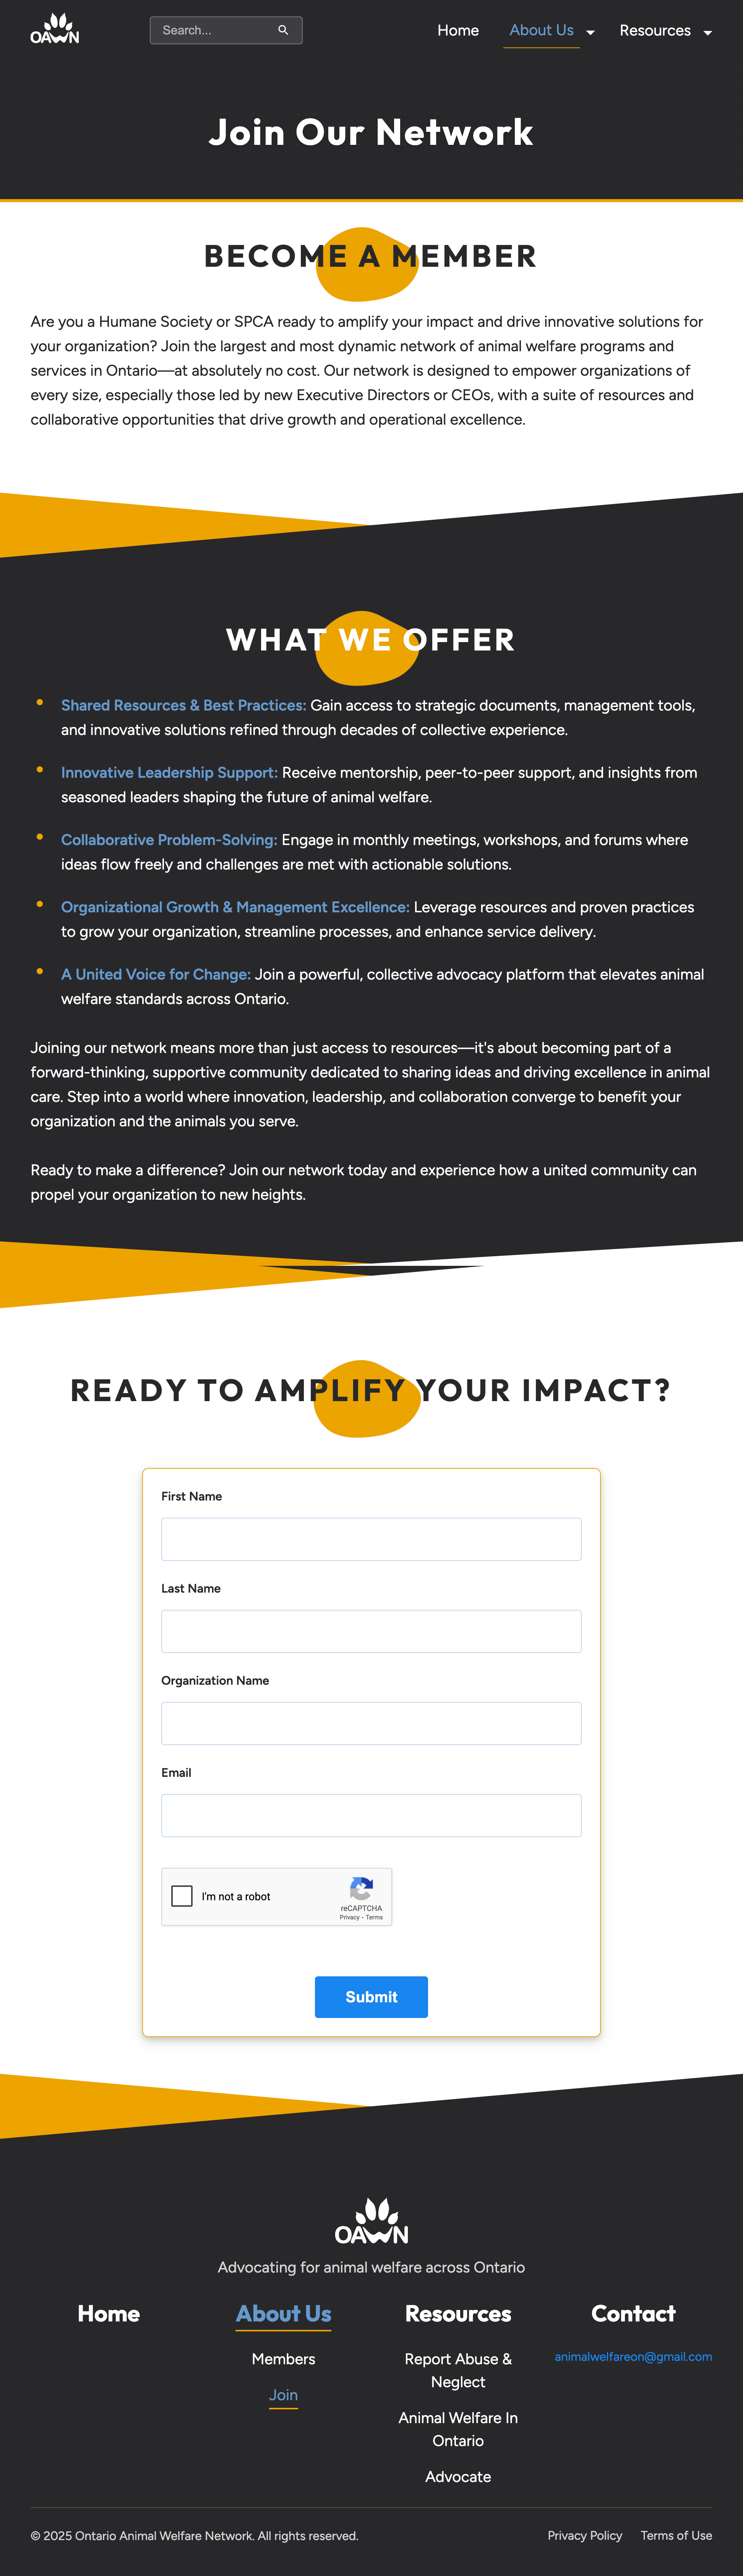 OAWN
Search...
Home
About Us
Resources
Join Our Network
BECOME A MEMBER
Are you a Humane Society or SPCA ready to amplify your impact and drive innovative solutions for
your organization? Join the largest and most dynamic network of animal welfare programs and
services in Ontario—at absolutely no cost. Our network is designed to empower organizations of
every size, especially those led by new Executive Directors or CEOs, with a suite of resources and
collaborative opportunities that drive growth and operational excellence.
WHAT WE OFFER
Shared Resources & Best Practices: Gain access to strategic documents, management tools,
and innovative solutions refined through decades of collective experience.
Innovative Leadership Support: Receive mentorship, peer-to-peer support, and insights from
seasoned leaders shaping the future of animal welfare.
Collaborative Problem-Solving: Engage in monthly meetings, workshops, and forums where
ideas flow freely and challenges are met with actionable solutions.
Organizational Growth & Management Excellence: Leverage resources and proven practices
to grow your organization, streamline processes, and enhance service delivery.
A United Voice for Change: Join a powerful, collective advocacy platform that elevates animal
welfare standards across Ontario.
Joining our network means more than just access to resources—it's about becoming part of a
forward-thinking, supportive community dedicated to sharing ideas and driving excellence in animal
care. Step into a world where innovation, leadership, and collaboration converge to benefit your
organization and the animals you serve.
Ready to make a difference? Join our network today and experience how a united community can
propel your organization to new heights.
READY TO AMPLIFY YOUR IMPACT?
First Name
Last Name
Organization Name
Email
I'm not a robot
reCAPTCHA
Privacy - Terms
Submit
OAWN
Advocating for animal welfare across Ontario
Home
About Us
Members
Join
Resources
Report Abuse &
Neglect
Animal Welfare In
Ontario
Advocate
Contact
animalwelfareon@gmail.com
© 2025 Ontario Animal Welfare Network. All rights reserved.
Privacy Policy
Terms of Use